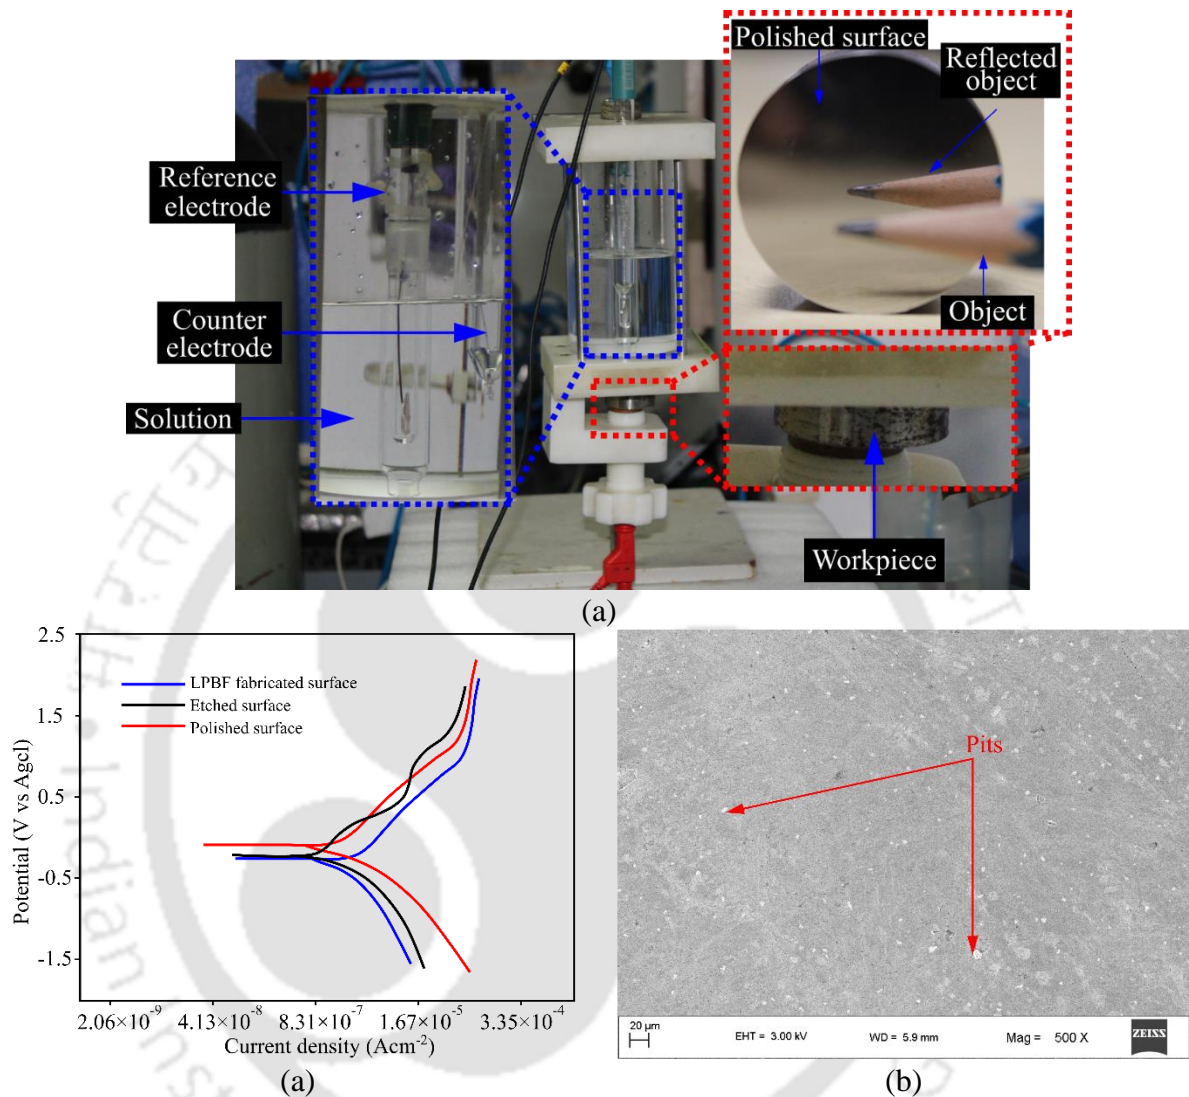 Polished surface
Reflected
object
Reference
electrode
Counter
electrode
Object
Solution
Workpiece
(a)
2.5
1.5
0.5
-0.5
-1.5
Potential (V vs Agcl)
LPBF fabricated surface
Etched surface
Polished surface
2.06×10⁻⁹ 4.13×10⁻⁸ 8.31×10⁻⁷ 1.67×10⁻⁵ 3.35×10⁻⁴
Current density (Acm⁻²)
(a)
Pits
20 µm EHT = 3.00 kV WD = 5.9 mm Mag = 500 X ZEISS
(b)
Indian